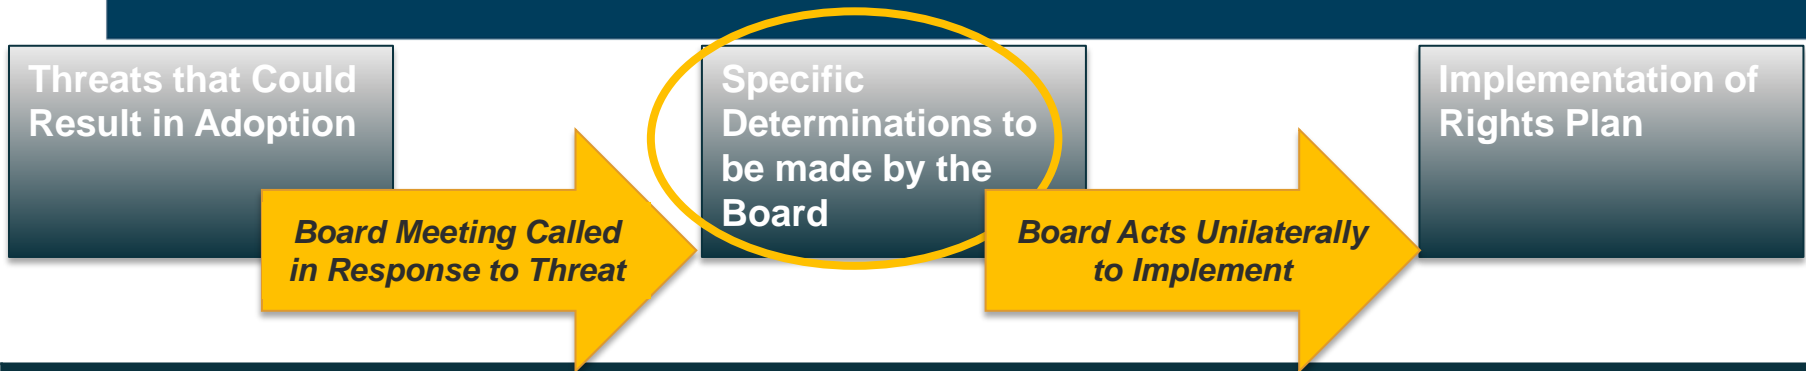 Threats that Could
Result in Adoption
Board Meeting Called
in Response to Threat
Specific
Determinations to
be made by the
Board
Board Acts Unilaterally
to Implement
Implementation of
Rights Plan